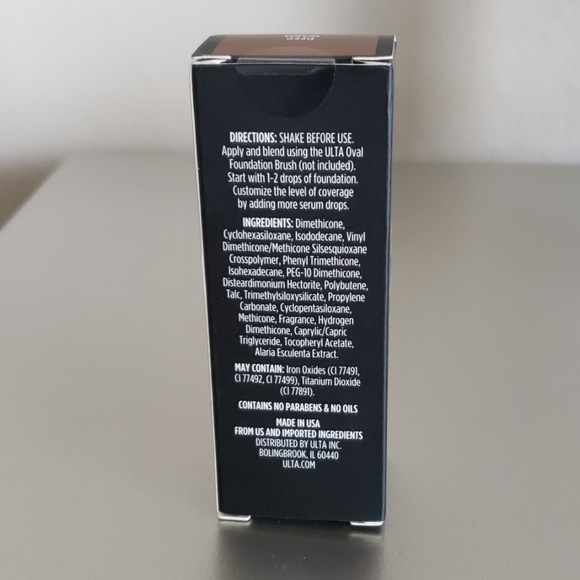 DEEP
WARM
DIRECTIONS: SHAKE BEFORE USE.
Apply and blend using the ULTA Oval
Foundation Brush (not included).
Start with 1-2 drops of foundation.
Customize the level of coverage
by adding more serum drops.
INGREDIENTS: Dimethicone,
Cyclohexasiloxane, Isododecane, Vinyl
Dimethicone/Methicone Silsesquioxane
Crosspolymer, Phenyl Trimethicone,
Isohexadecane, PEG-10 Dimethicone,
Disteardimonium Hectorite, Polybutene,
Talc, Trimethylsiloxysilicate, Propylene
Carbonate, Cyclopentasiloxane,
Methicone, Fragrance, Hydrogen
Dimethicone, Caprylic/Capric
Triglyceride, Tocopheryl Acetate,
Alaria Esculenta Extract.
MAY CONTAIN: Iron Oxides (CI 77491,
CI 77492, CI 77499), Titanium Dioxide
(CI 77891).
CONTAINS NO PARABENS & NO OILS
MADE IN USA
FROM US AND IMPORTED INGREDIENTS
DISTRIBUTED BY ULTA INC.
BOLINGBROOK, IL 60440
ULTA.COM